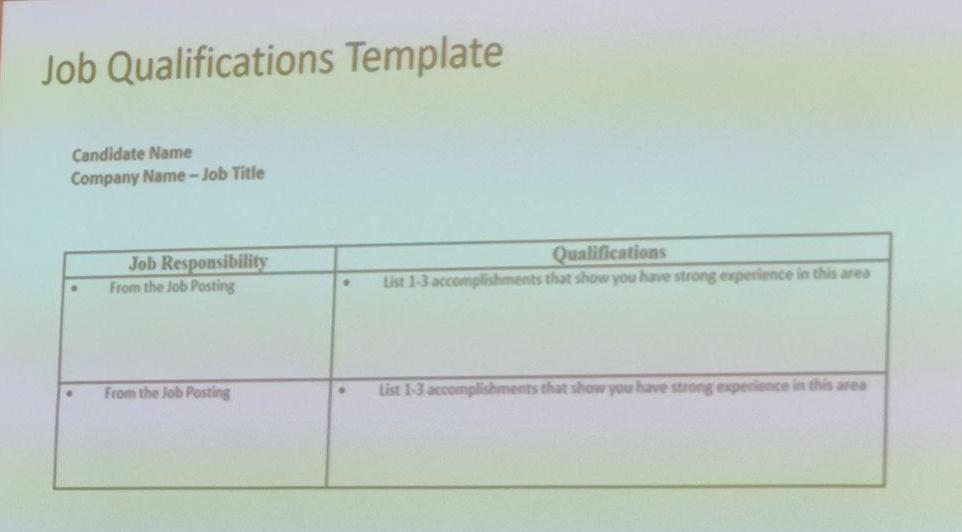 Job Qualifications Template
Candidate Name
Company Name – Job Title
Job Responsibility
Qualifications
• From the Job Posting
• List 1-3 accomplishments that show you have strong experience in this area
• From the Job Posting
• List 1-3 accomplishments that show you have strong experience in this area